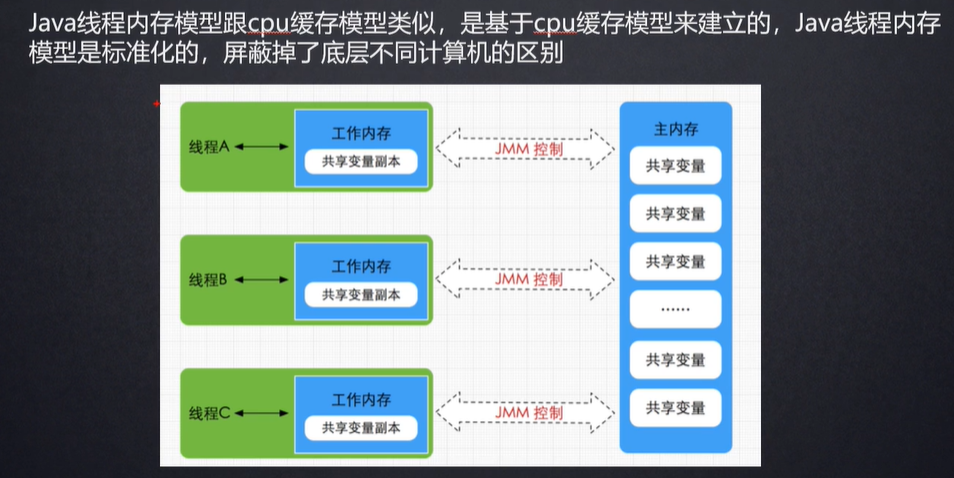 Java线程内存模型跟cpu缓存模型类似，是基于cpu缓存模型来建立的，Java线程内存
模型是标准化的，屏蔽掉了底层不同计算机的区别
线程A
工作内存
共享变量副本
JMM 控制
线程B
工作内存
共享变量副本
JMM 控制
线程C
工作内存
共享变量副本
JMM 控制
主内存
共享变量
共享变量
共享变量
……
共享变量
共享变量